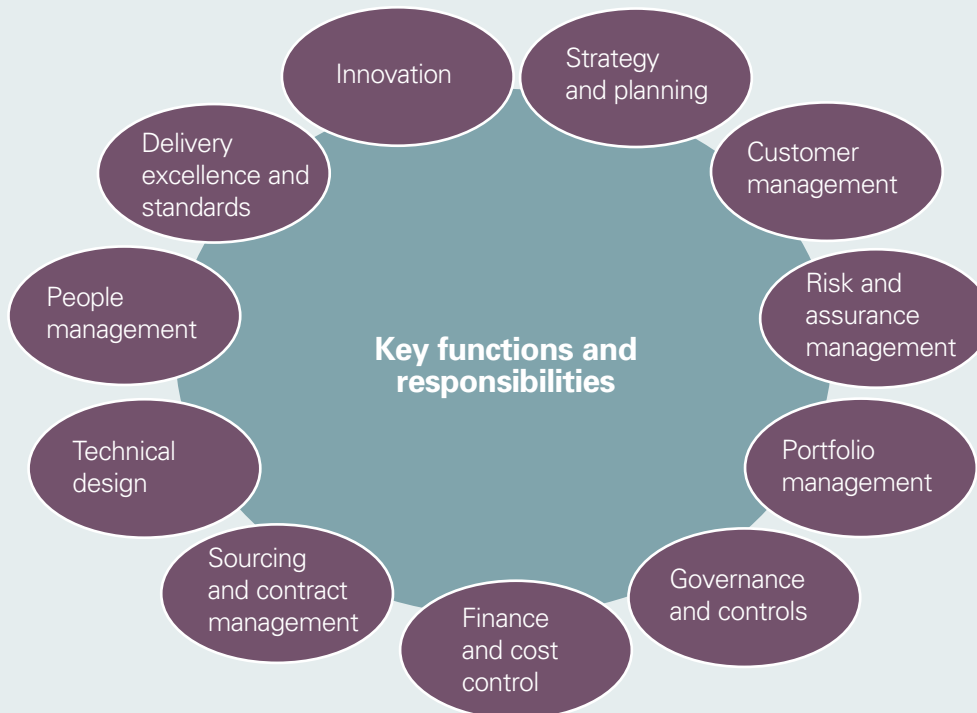 Innovation
Strategy
and planning
Customer
management
Risk and
assurance
management
Portfolio
management
Governance
and controls
Finance
and cost
control
Sourcing
and contract
management
Technical
design
People
management
Delivery
excellence and
standards
Key functions and
responsibilities